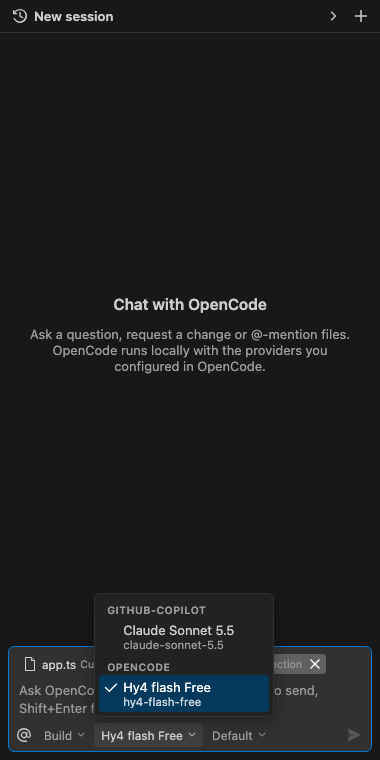 New session
Chat with OpenCode
Ask a question, request a change or @-mention files.
OpenCode runs locally with the providers you
configured in OpenCode.
GITHUB-COPILOT
Claude Sonnet 5.5
claude-sonnet-5.5
OPENCODE
Hy4 flash Free
hy4-flash-free
app.ts
Ask send,
Shift+Enter
@ Build Hy4 flash Free Default